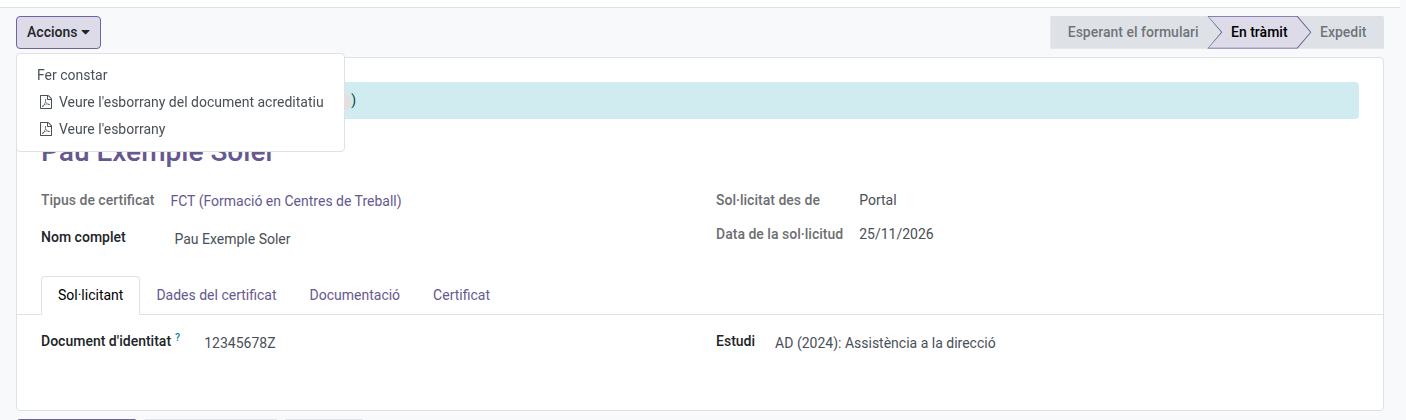 Accions
Esperant el formulari
En tràmit
Expedit
Fer constar
Veure l'esborrany del document acreditatiu
)
Veure l'esborrany
Pau Exemple Soler
Tipus de certificat FCT (Formació en Centres de Treball)
Sol·licitat des de Portal
Nom complet Pau Exemple Soler
Data de la sol·licitud 25/11/2026
Sol·licitant Dades del certificat Documentació Certificat
Document d'identitat ? 12345678Z
Estudi AD (2024): Assistència a la direcció